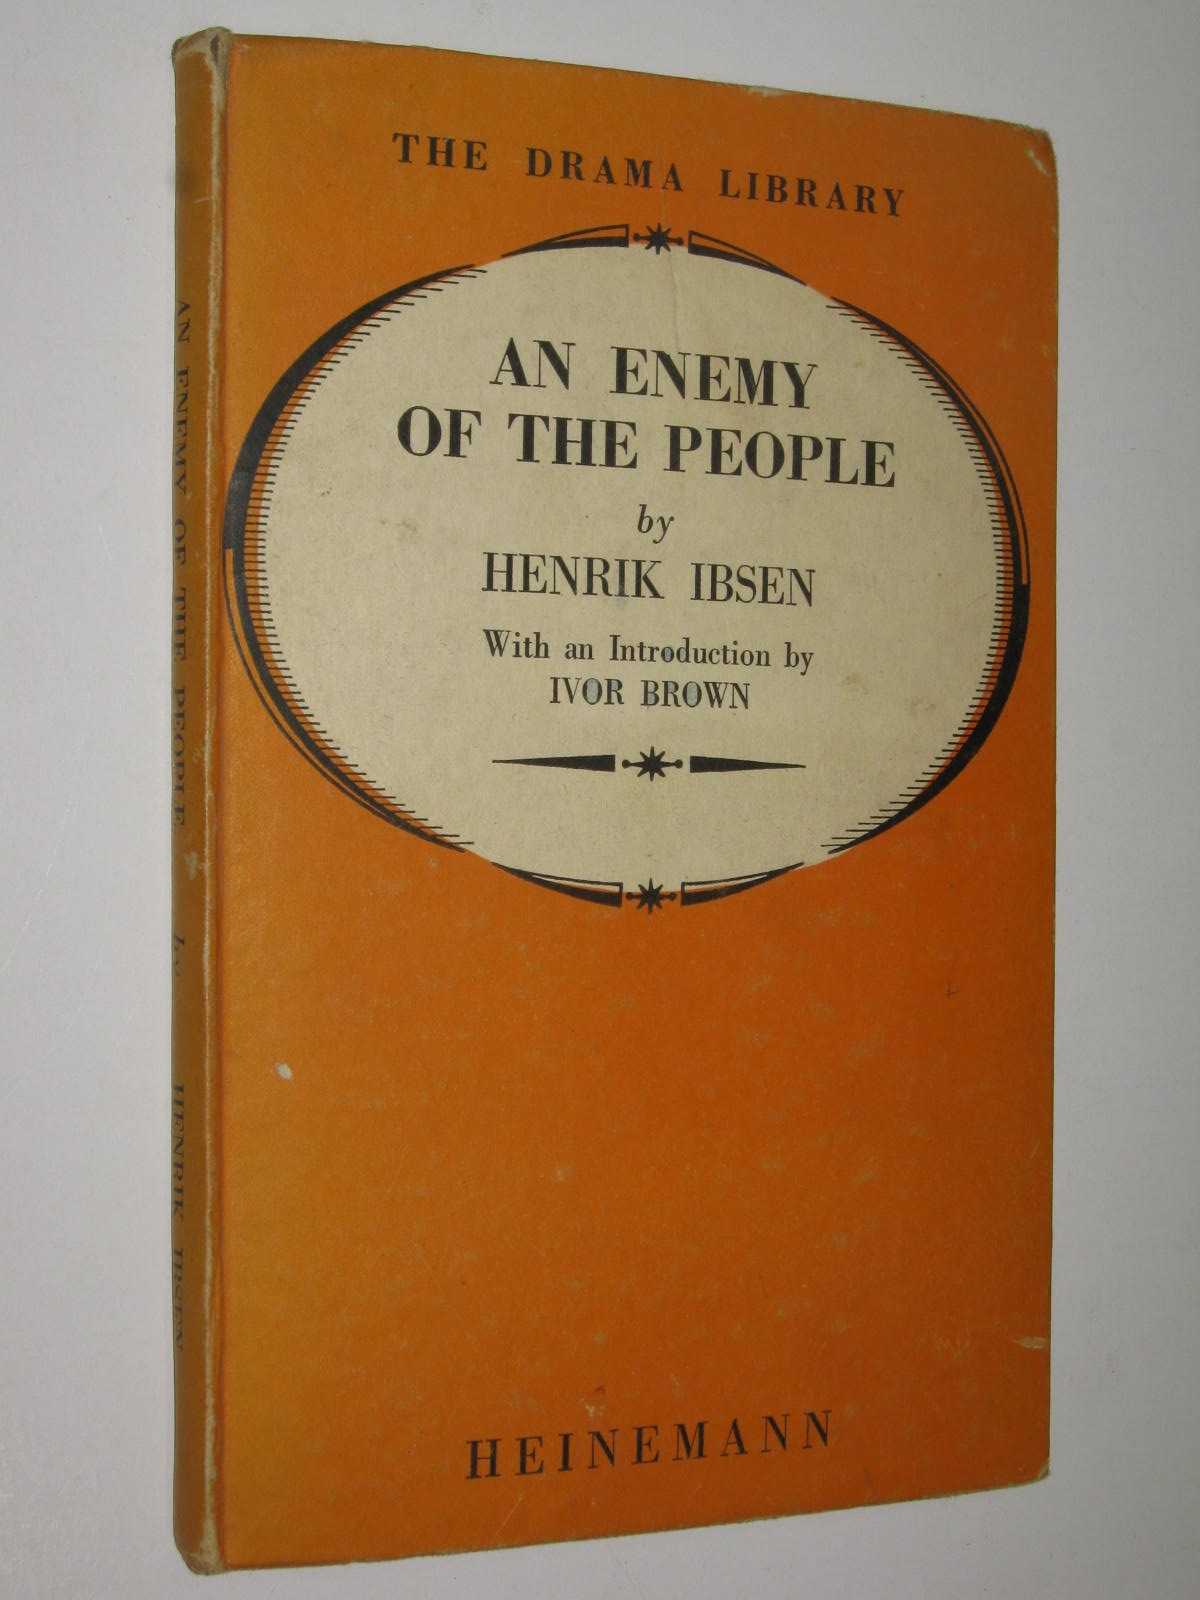 THE DRAMA LIBRARY
AN ENEMY
OF THE PEOPLE
by
HENRIK IBSEN
With an Introduction by
IVOR BROWN
HEINEMANN
AN ENEMY OF THE PEOPLE by HENRIK IBSEN